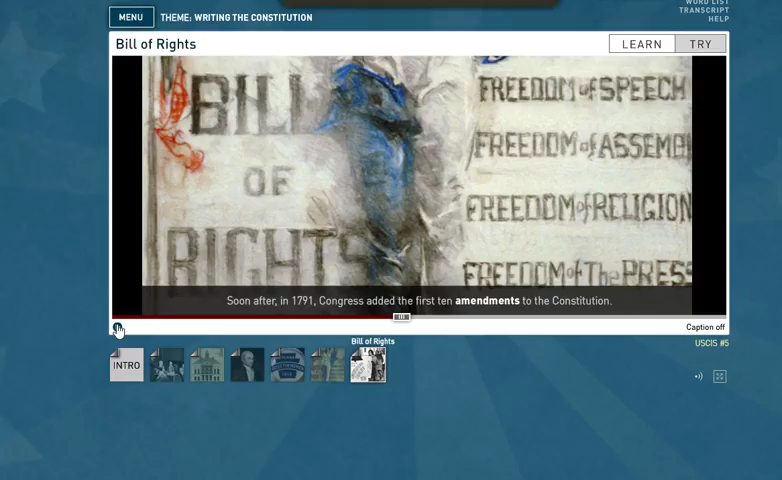 WORD LIST
TRANSCRIPT
HELP
MENU
THEME: WRITING THE CONSTITUTION
Bill of Rights
LEARN
TRY
BILL
OF
RIGHTS
FREEDOM of SPEECH
FREEDOM of ASSEMB
FREEDOM of RELIGION
FREEDOM of The PRESS
Soon after, in 1791, Congress added the first ten amendments to the Constitution.
Caption off
Bill of Rights
USCIS #5
INTRO